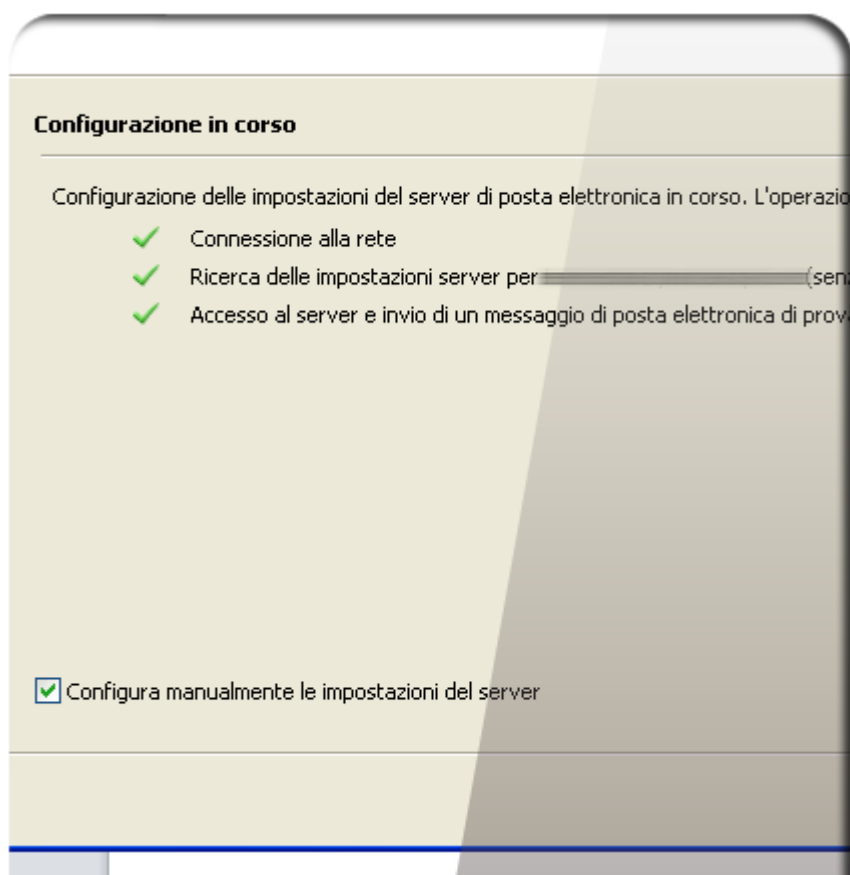 Configurazione in corso
Configurazione delle impostazioni del server di posta elettronica in corso. L'operazio
Connessione alla rete
Ricerca delle impostazioni server per (sen
Accesso al server e invio di un messaggio di posta elettronica di prov
Configura manualmente le impostazioni del server